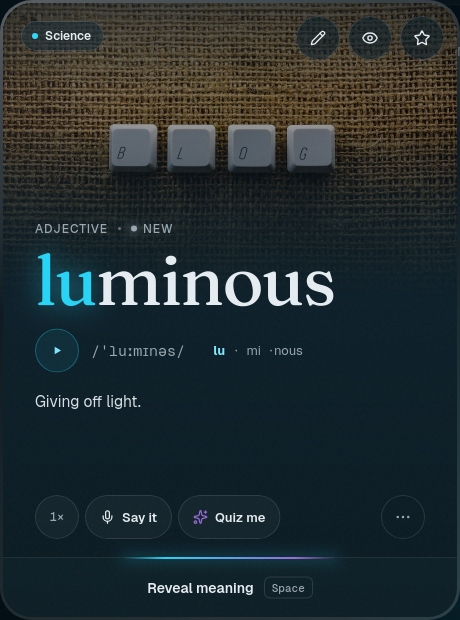 Science
B L O G
ADJECTIVE • NEW
luminous
/ˈluːmɪnəs/ lu · mi ·nous
Giving off light.
1× Say it Quiz me ···
Reveal meaning Space